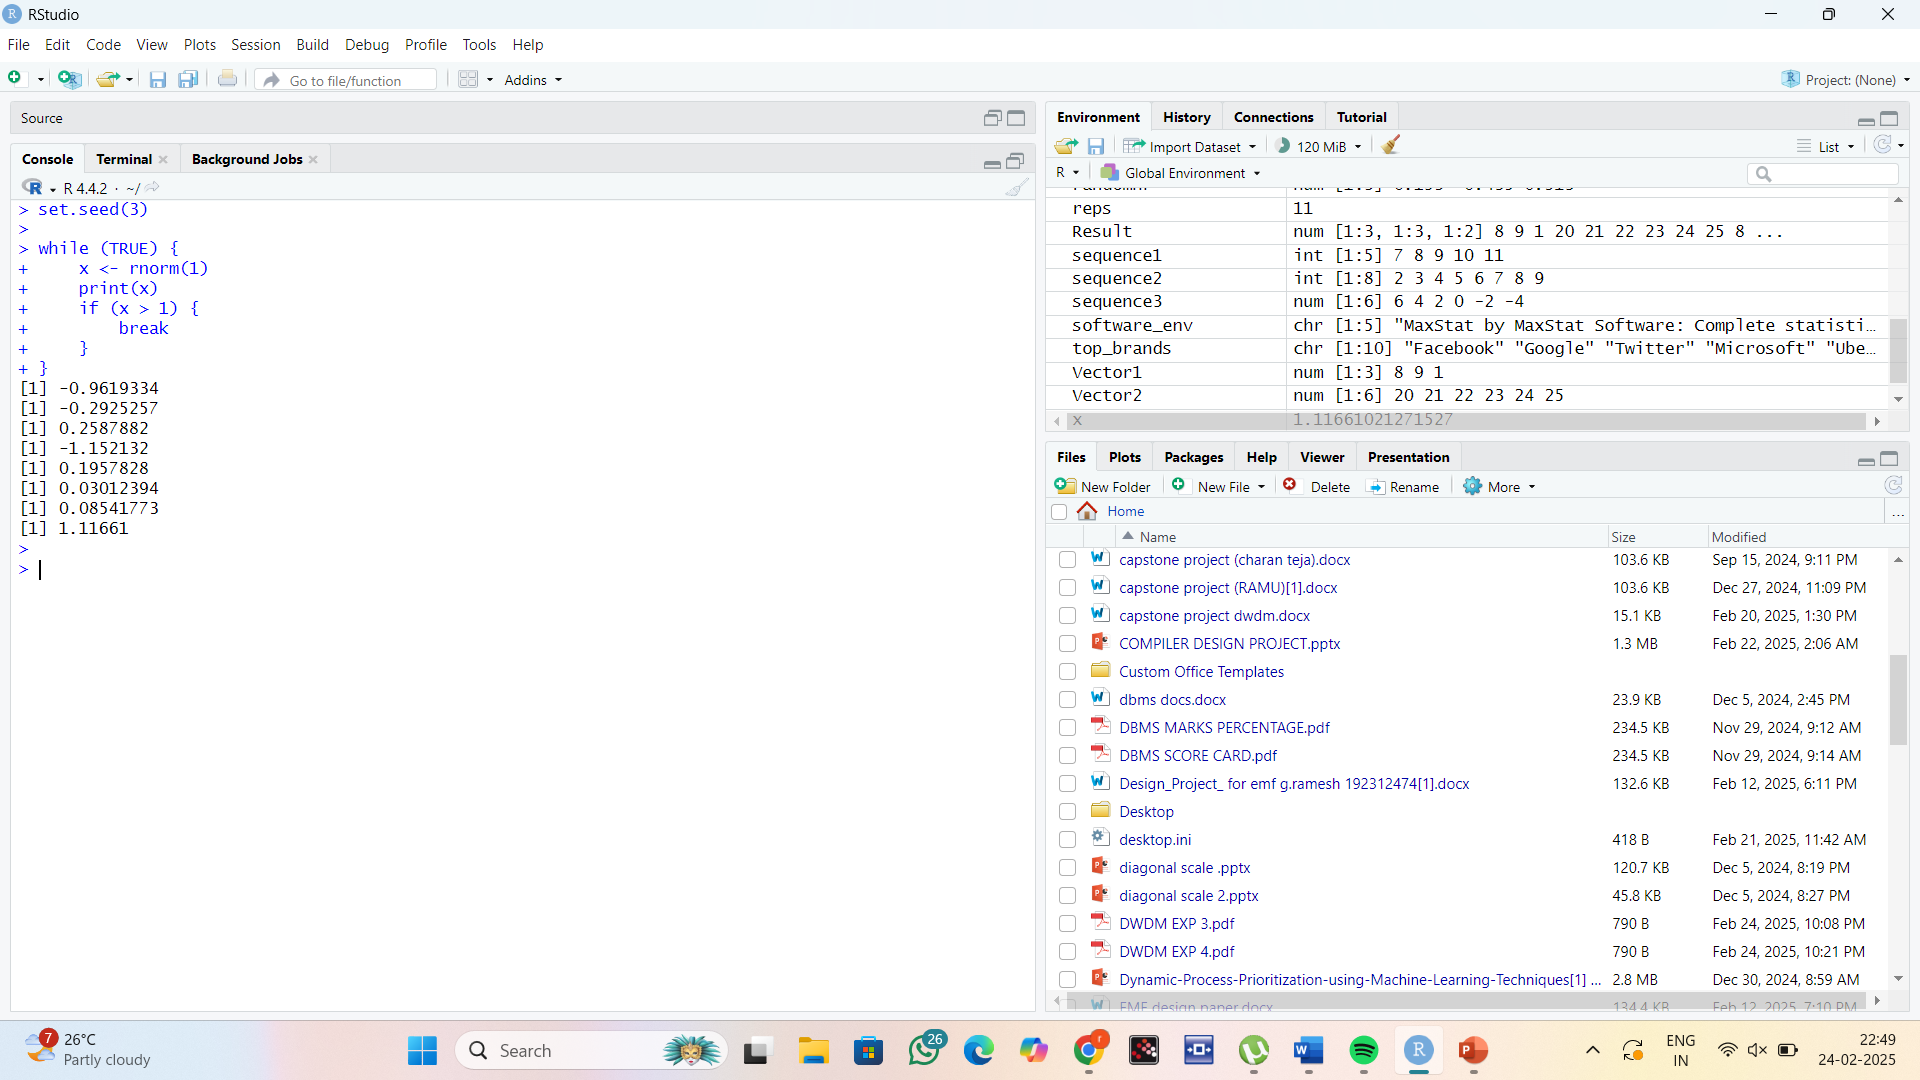 RStudio
File Edit Code View Plots Session Build Debug Profile Tools Help
Go to file/function Addins Project: (None)
Source
Console Terminal Background Jobs
R 4.4.2 · ~/
> set.seed(3)
>
> while (TRUE) {
+ x <- rnorm(1)
+ print(x)
+ if (x > 1) {
+ break
+ }
+ }
[1] -0.9619334
[1] -0.2925257
[1] 0.2587882
[1] -1.152132
[1] 0.1957828
[1] 0.03012394
[1] 0.08541773
[1] 1.11661
>
>
Environment History Connections Tutorial
Import Dataset 120 MiB List
R Global Environment
reps 11
Result num [1:3, 1:3, 1:2] 8 9 1 20 21 22 23 24 25 8 ...
sequence1 int [1:5] 7 8 9 10 11
sequence2 int [1:8] 2 3 4 5 6 7 8 9
sequence3 num [1:6] 6 4 2 0 -2 -4
software_env chr [1:5] "MaxStat by MaxStat Software: Complete statisti…
top_brands chr [1:10] "Facebook" "Google" "Twitter" "Microsoft" "Ube…
Vector1 num [1:3] 8 9 1
Vector2 num [1:6] 20 21 22 23 24 25
x 1.11661021271527
Files Plots Packages Help Viewer Presentation
New Folder New File Delete Rename More
Home ...
Name Size Modified
capstone project (charan teja).docx 103.6 KB Sep 15, 2024, 9:11 PM
capstone project (RAMU)[1].docx 103.6 KB Dec 27, 2024, 11:09 PM
capstone project dwdm.docx 15.1 KB Feb 20, 2025, 1:30 PM
COMPILER DESIGN PROJECT.pptx 1.3 MB Feb 22, 2025, 2:06 AM
Custom Office Templates
dbms docs.docx 23.9 KB Dec 5, 2024, 2:45 PM
DBMS MARKS PERCENTAGE.pdf 234.5 KB Nov 29, 2024, 9:12 AM
DBMS SCORE CARD.pdf 234.5 KB Nov 29, 2024, 9:14 AM
Design_Project_ for emf g.ramesh 192312474[1].docx 132.6 KB Feb 12, 2025, 6:11 PM
Desktop
desktop.ini 418 B Feb 21, 2025, 11:42 AM
diagonal scale .pptx 120.7 KB Dec 5, 2024, 8:19 PM
diagonal scale 2.pptx 45.8 KB Dec 5, 2024, 8:27 PM
DWDM EXP 3.pdf 790 B Feb 24, 2025, 10:08 PM
DWDM EXP 4.pdf 790 B Feb 24, 2025, 10:21 PM
Dynamic-Process-Prioritization-using-Machine-Learning-Techniques[1] ... 2.8 MB Dec 30, 2024, 8:59 AM
EMF design paper.docx 134.4 KB Feb 12, 2025, 7:10 PM
7 26°C
Partly cloudy
Search
26
ENG
IN
22:49
24-02-2025